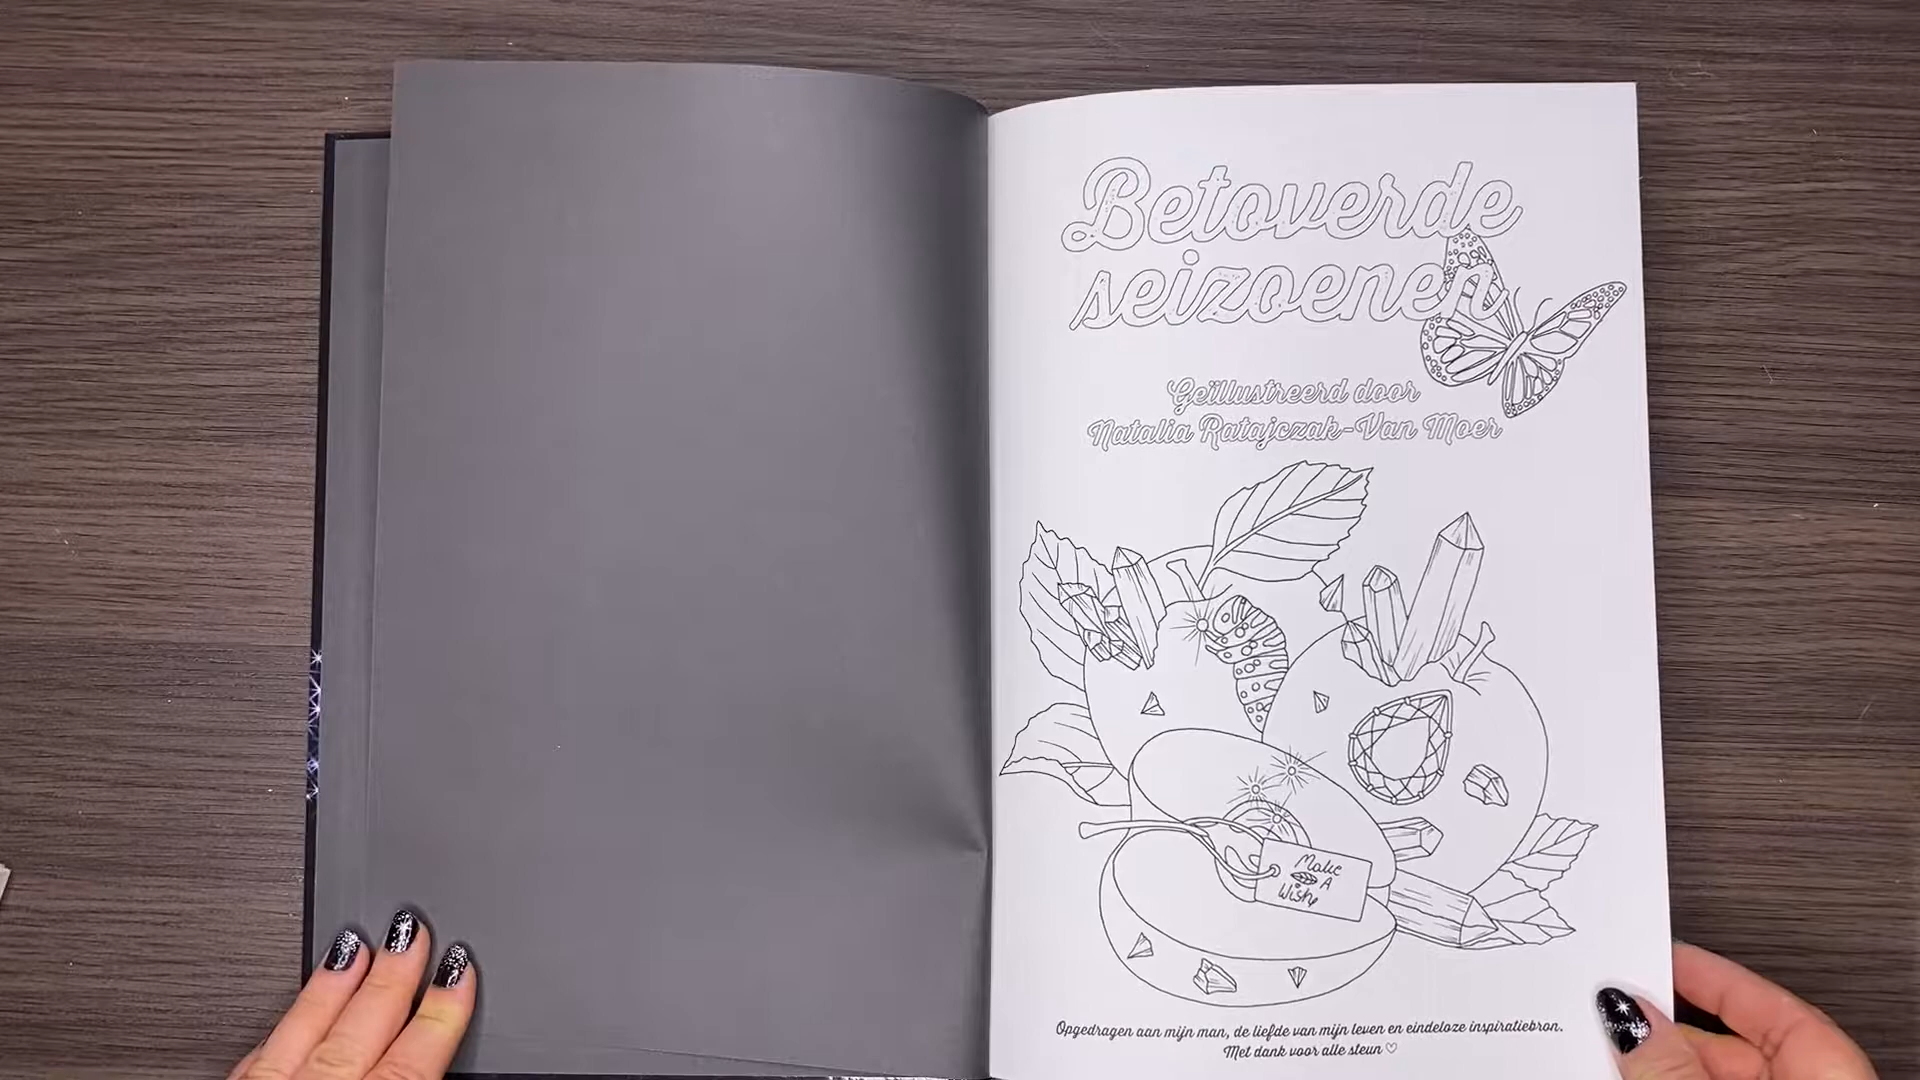 Betoverde
seizoenen
Geïllustreerd door
Natalia Ratajczak-Van Moer
Make
A
Wish
Opgedragen aan mijn man, de liefde van mijn leven en eindeloze inspiratiebron.
Met dank voor alle steun ♡